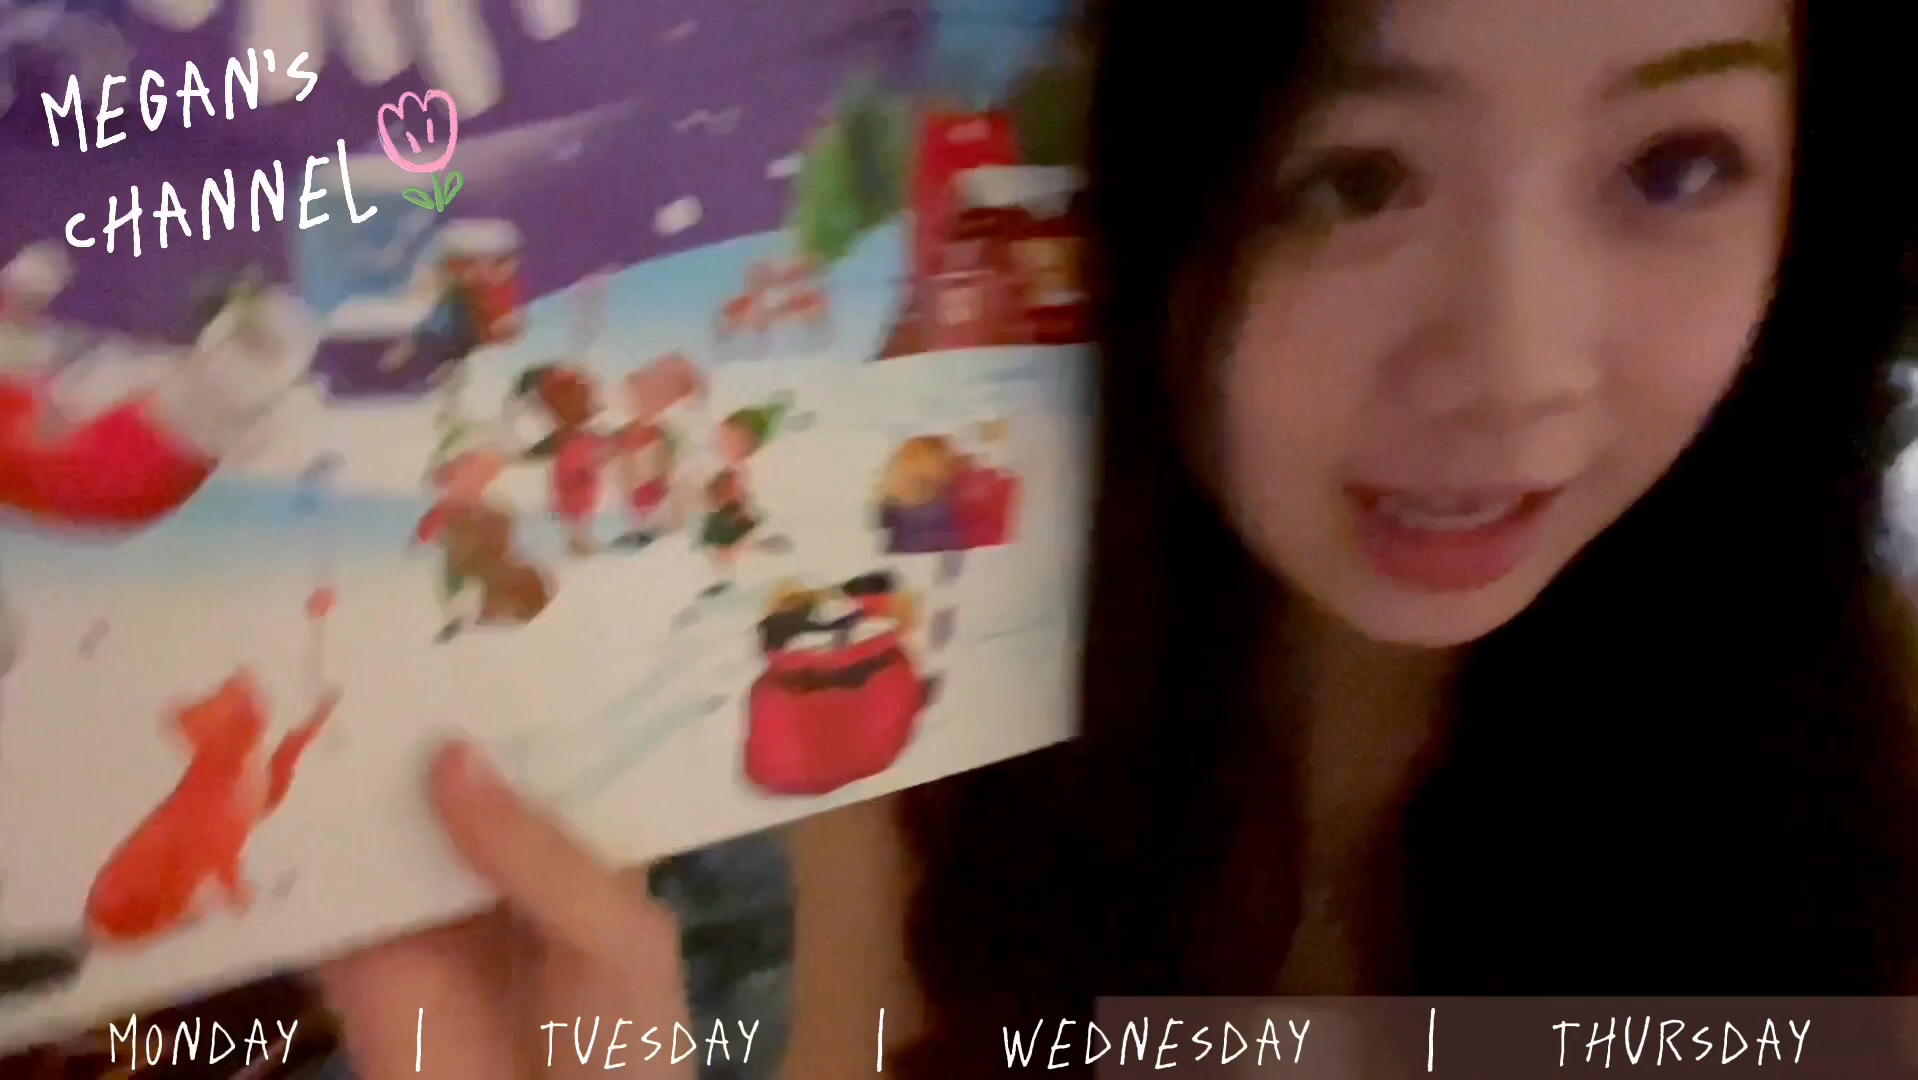 MEGAN's
cHANNEL
MONDAY | TUEsDAY | WEDNEsDAY | THURsDAY